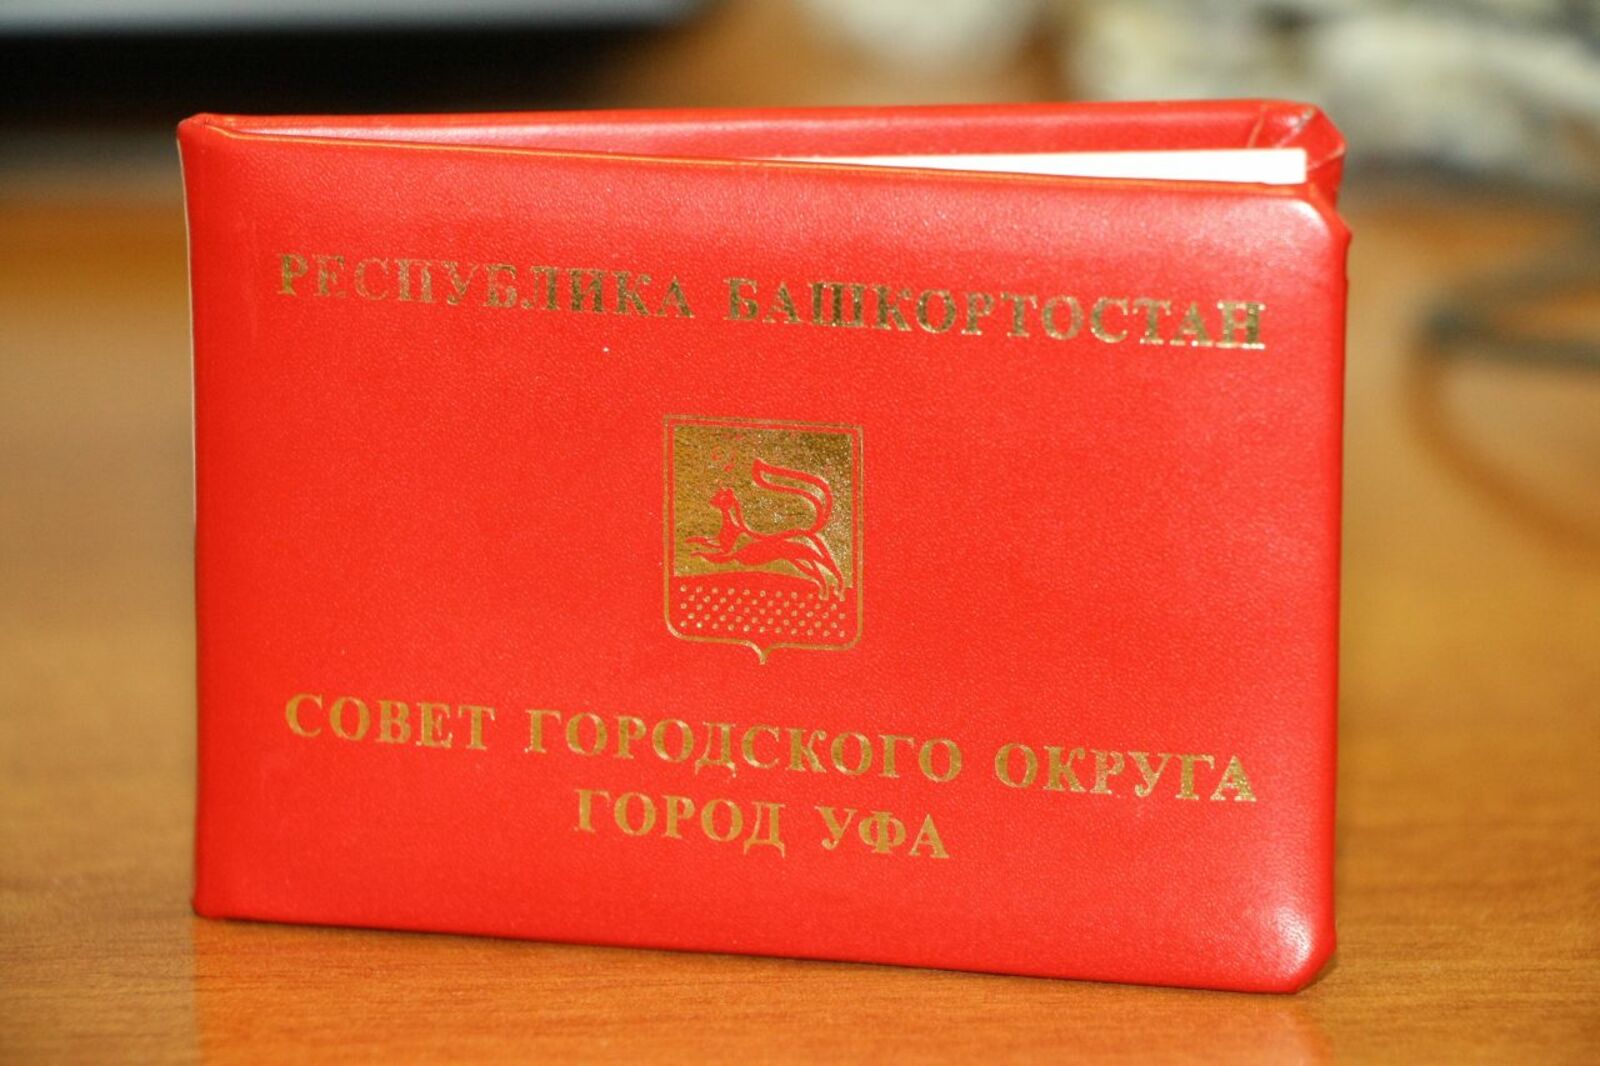 РЕСПУБЛИКА БАШКОРТОСТАН
СОВЕТ ГОРОДСКОГО ОКРУГА
ГОРОД УФА